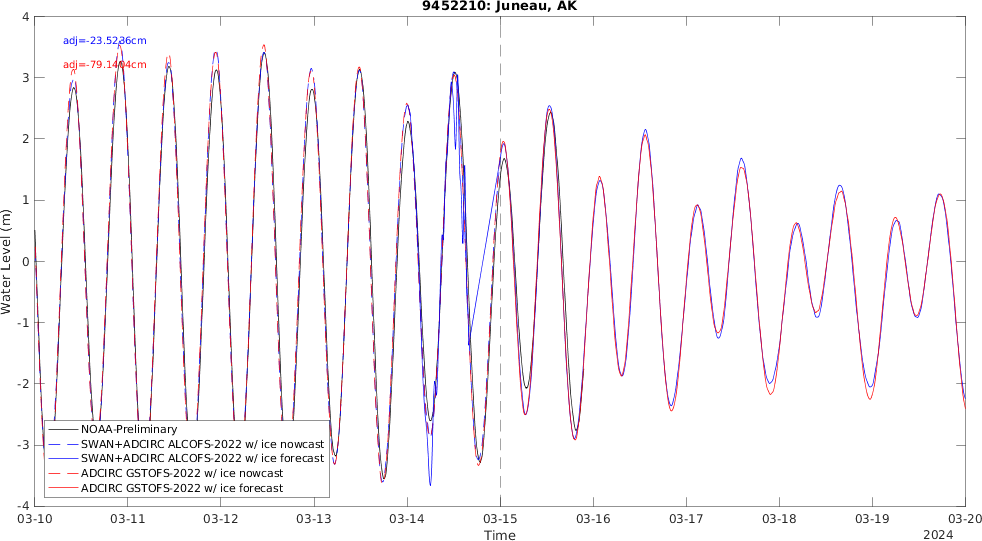 9452210: Juneau, AK
adj=-23.5236cm
adj=-79.1404cm
Water Level (m)
4
3
2
1
0
-1
-2
-3
-4
NOAA-Preliminary
SWAN+ADCIRC ALCOFS-2022 w/ ice nowcast
SWAN+ADCIRC ALCOFS-2022 w/ ice forecast
ADCIRC GSTOFS-2022 w/ ice nowcast
ADCIRC GSTOFS-2022 w/ ice forecast
03-10 03-11 03-12 03-13 03-14 03-15 03-16 03-17 03-18 03-19 03-20
Time
2024